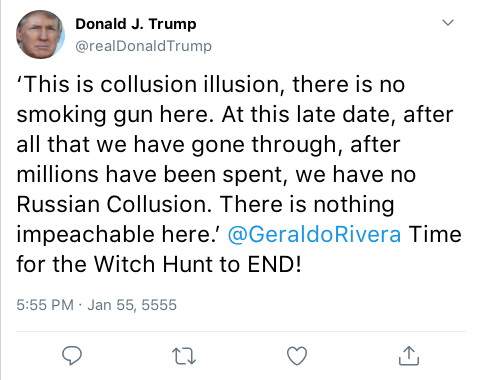 Donald J. Trump
@realDonaldTrump
‘This is collusion illusion, there is no
smoking gun here. At this late date, after
all that we have gone through, after
millions have been spent, we have no
Russian Collusion. There is nothing
impeachable here.’ @GeraldoRivera Time
for the Witch Hunt to END!
5:55 PM · Jan 55, 5555